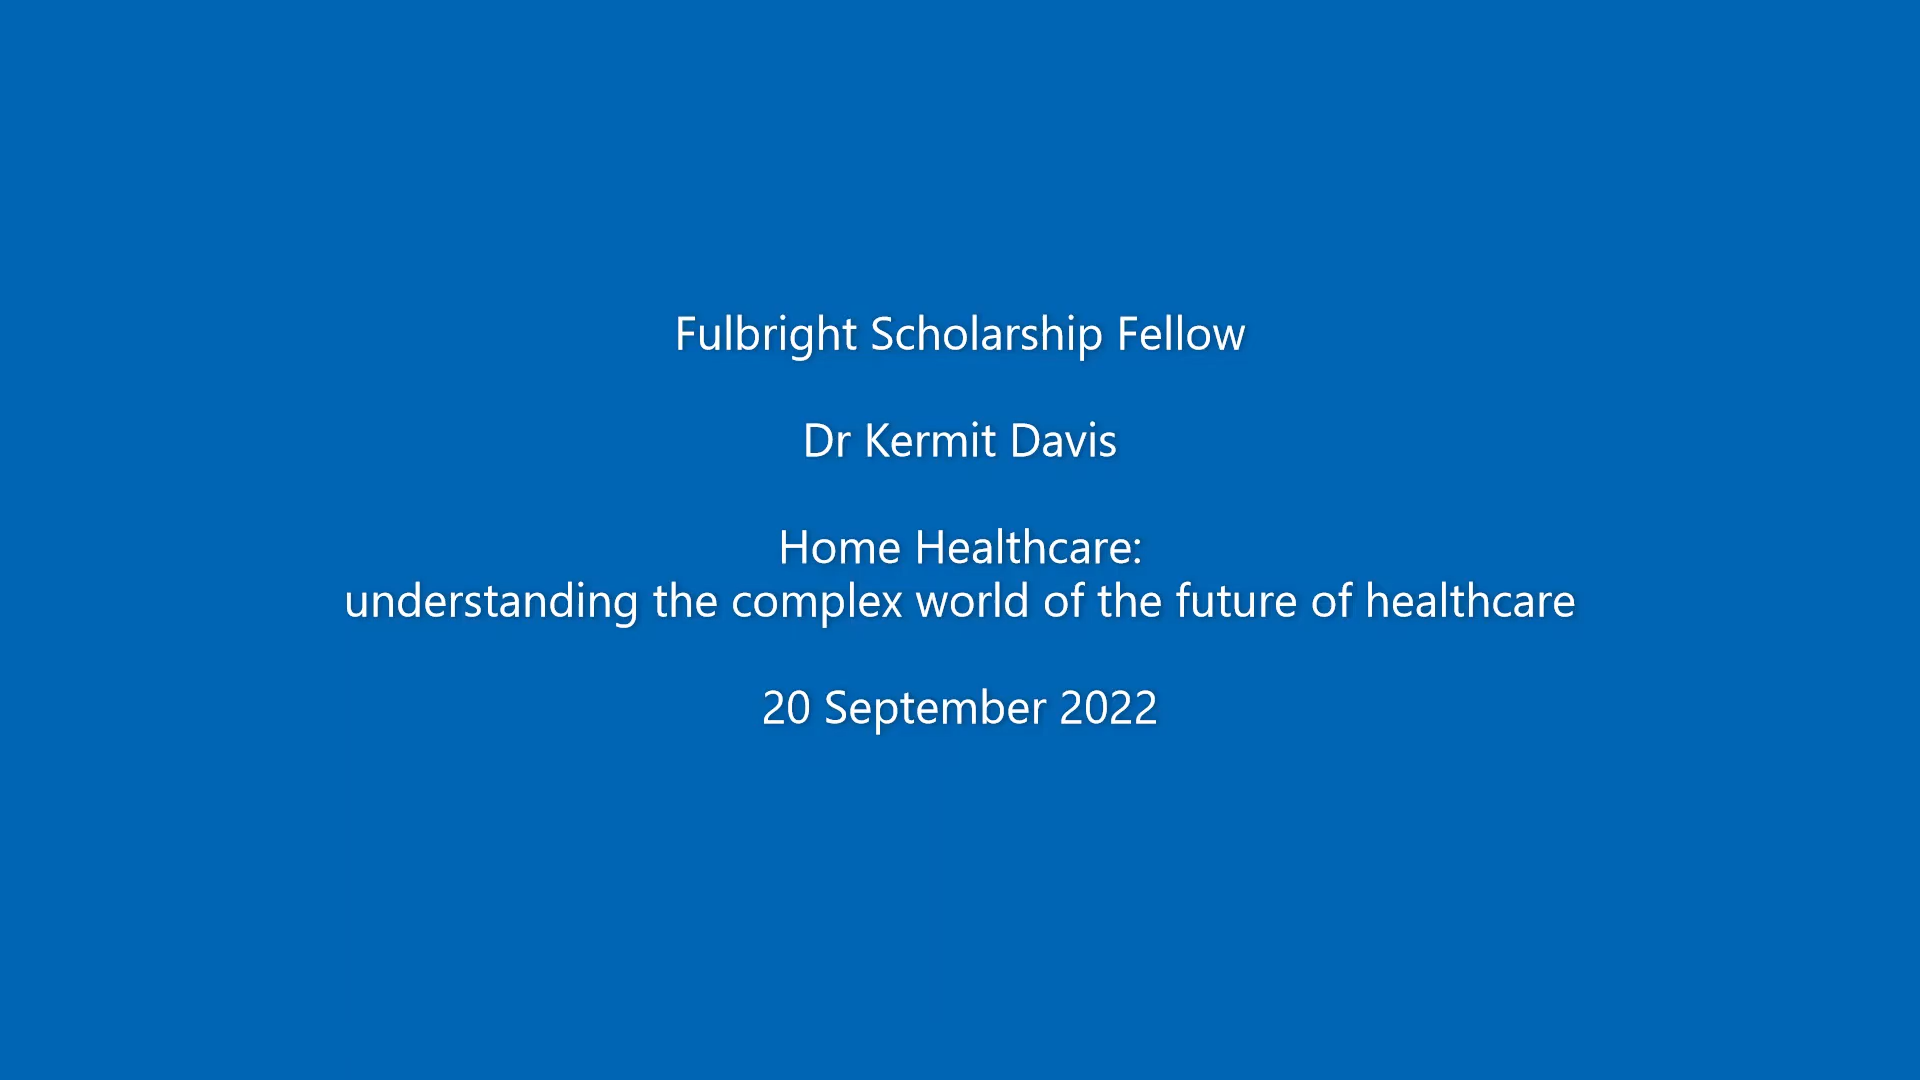 Fulbright Scholarship Fellow
Dr Kermit Davis
Home Healthcare:
understanding the complex world of the future of healthcare
20 September 2022